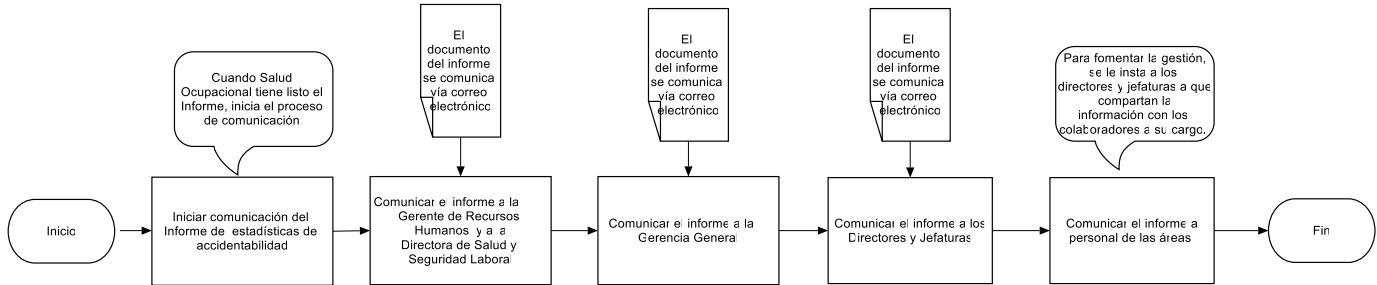 Inicio
Cuando Salud
Ocupacional tiene listo el
Informe, inicia el proceso
de comunicación.
Iniciar comunicación del
Informe de estadísticas de
accidentabilidad
El
documento
del informe
se comunica
vía correo
electrónico
Comunicar el informe a la
Gerente de Recursos
Humanos y a la
Directora de Salud y
Seguridad Laboral
El
documento
del informe
se comunica
vía correo
electrónico
Comunicar el informe a la
Gerencia General
El
documento
del informe
se comunica
vía correo
electrónico
Comunicar el informe a los
Directores y Jefaturas
Para fomentar la gestión,
se le insta a los
directores y jefaturas a que
compartan la
información con los
colaboradores a su cargo.
Comunicar el informe a
personal de las áreas
Fin